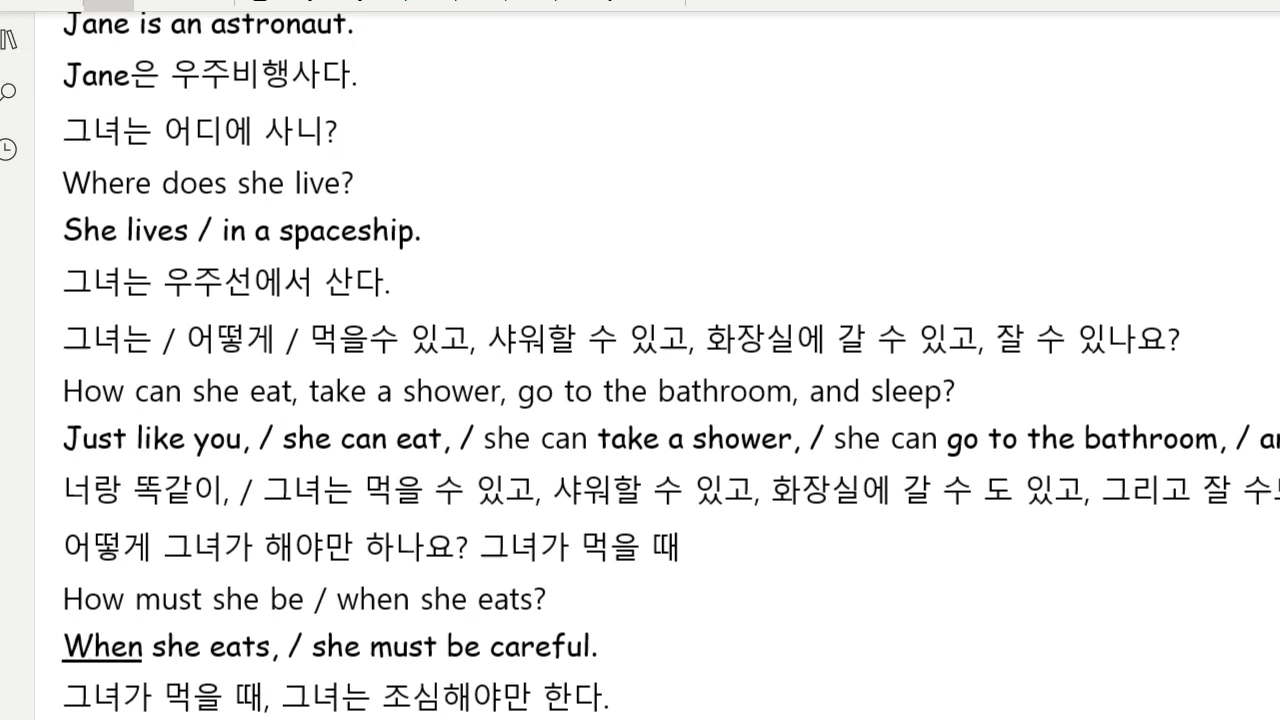 Jane is an astronaut.
Jane은 우주비행사다.
그녀는 어디에 사니?
Where does she live?
She lives / in a spaceship.
그녀는 우주선에서 산다.
그녀는 / 어떻게 / 먹을수 있고, 샤워할 수 있고, 화장실에 갈 수 있고, 잘 수 있나요?
How can she eat, take a shower, go to the bathroom, and sleep?
Just like you, / she can eat, / she can take a shower, / she can go to the bathroom, /
너랑 똑같이, / 그녀는 먹을 수 있고, 샤워할 수 있고, 화장실에 갈 수 도 있고, 그리고 잘
어떻게 그녀가 해야만 하나요? 그녀가 먹을 때
How must she be / when she eats?
When she eats, / she must be careful.
그녀가 먹을 때, 그녀는 조심해야만 한다.